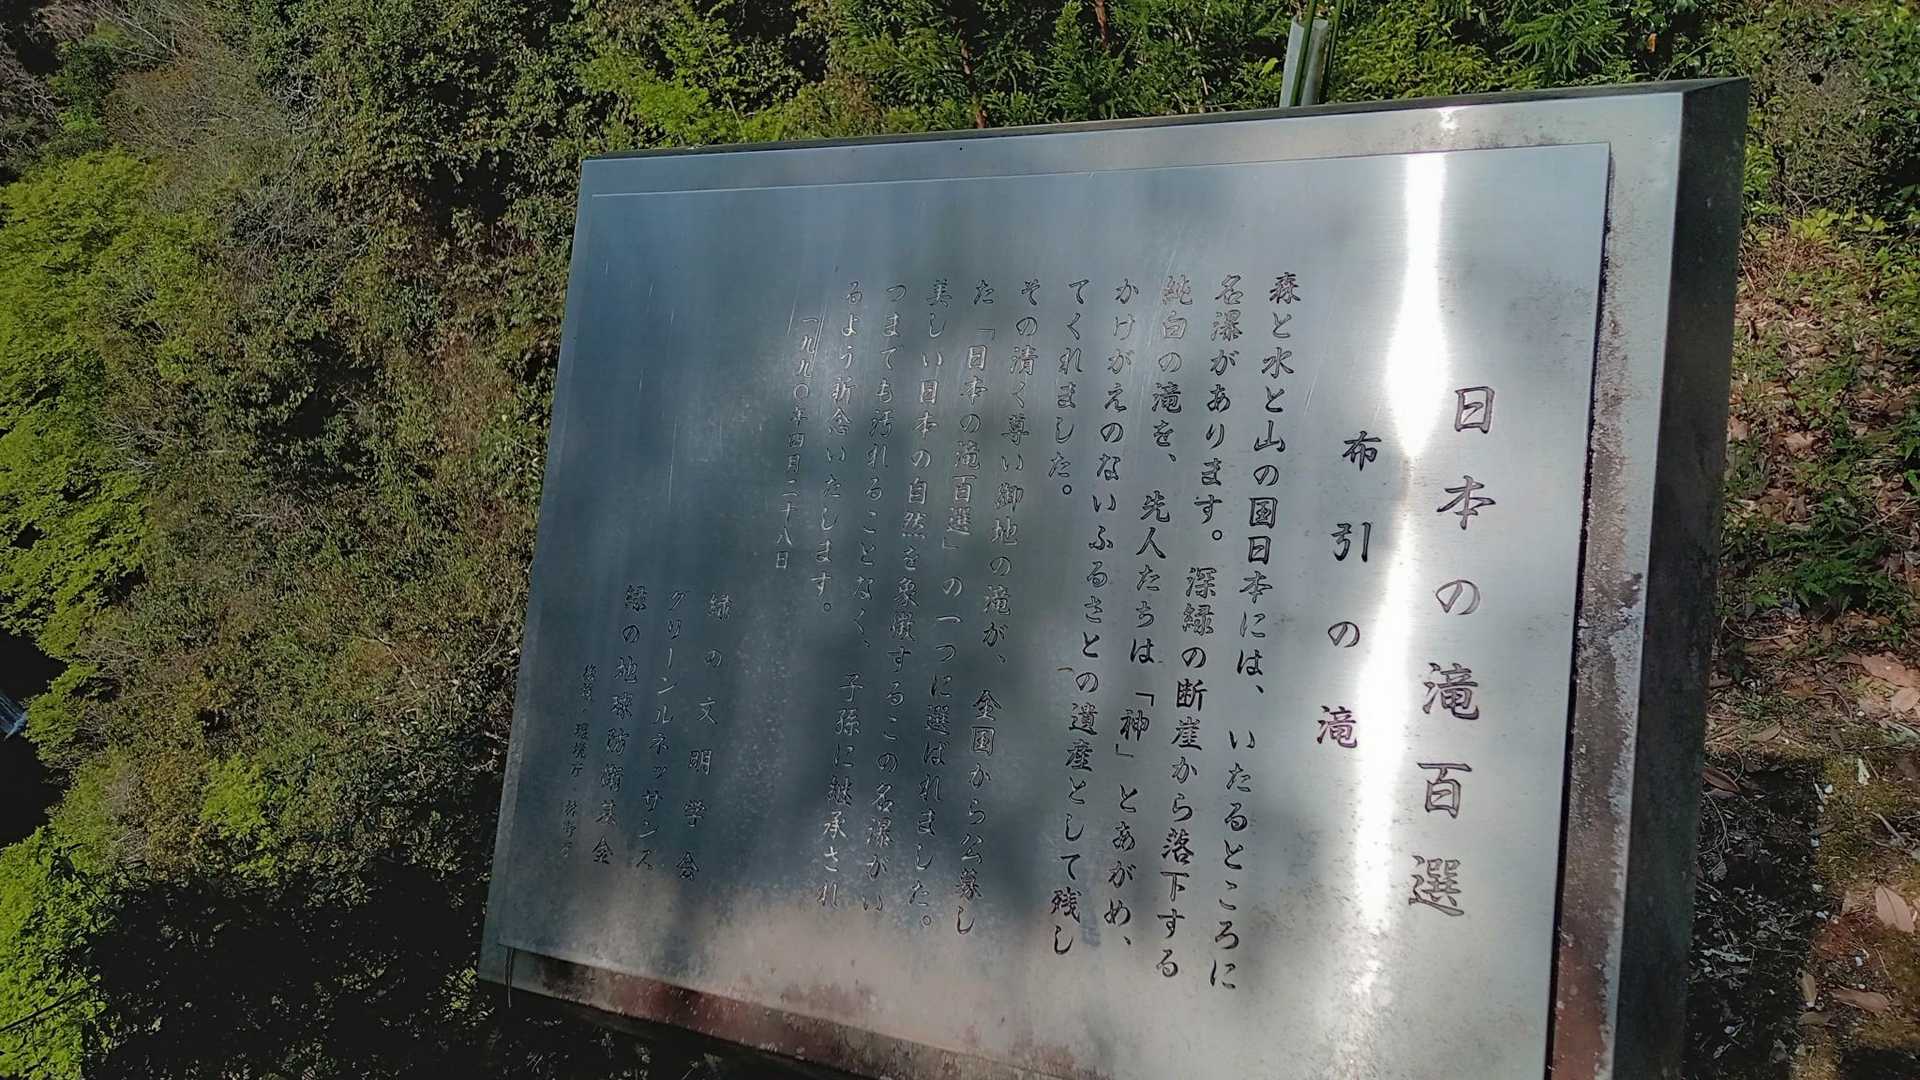 日本の滝百選
布引の滝
森と水と山の国日本には、いたるところに
名瀑があります。深緑の断崖から落下する
純白の滝を、先人たちは「神」とあがめ、
かけがえのないふるさとの遺産として残し
てくれました。
その清く尊い御地の滝が、全国から公募し
た「日本の滝百選」の一つに選ばれました。
美しい日本の自然を象徴するこの名瀑がい
つまでも汚れることなく、子孫に継承され
るよう祈念いたします。
一九九〇年四月二十八日
緑の文明学会
グリーンルネッサンス
緑の地球防衛基金
後援・環境庁・林野庁